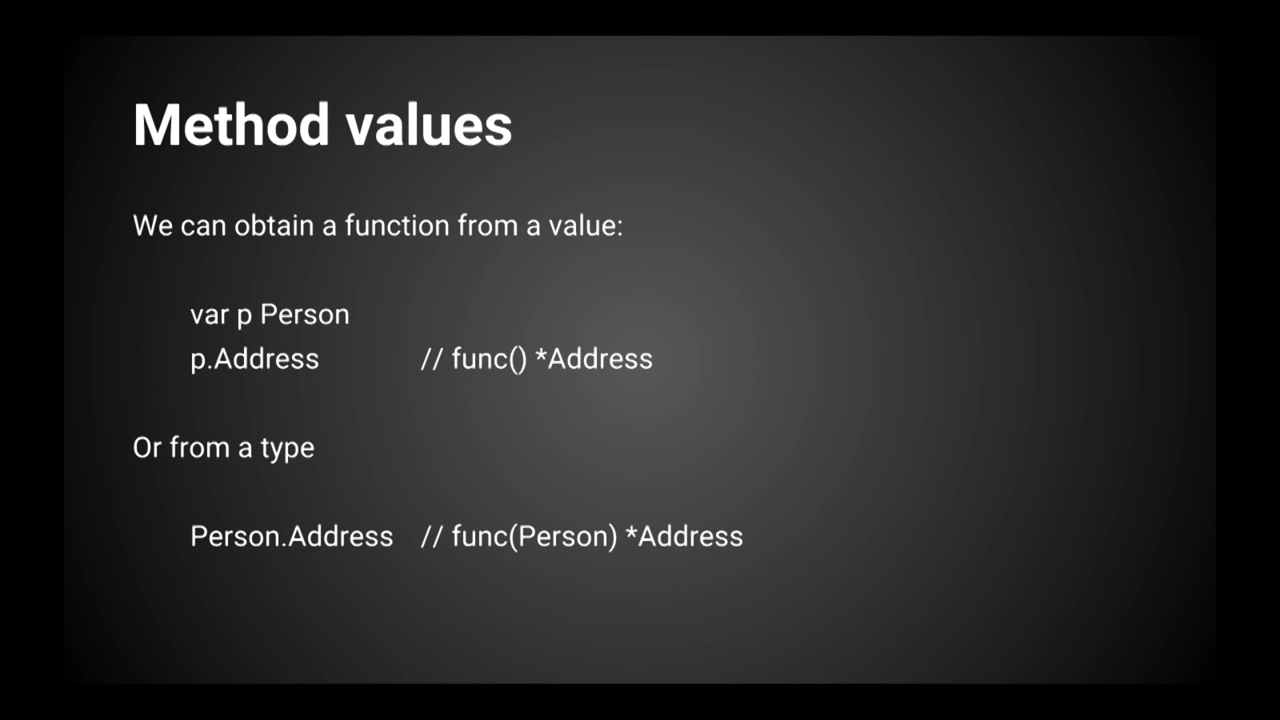 Method values
We can obtain a function from a value:
var p Person
p.Address // func() *Address
Or from a type
Person.Address // func(Person) *Address